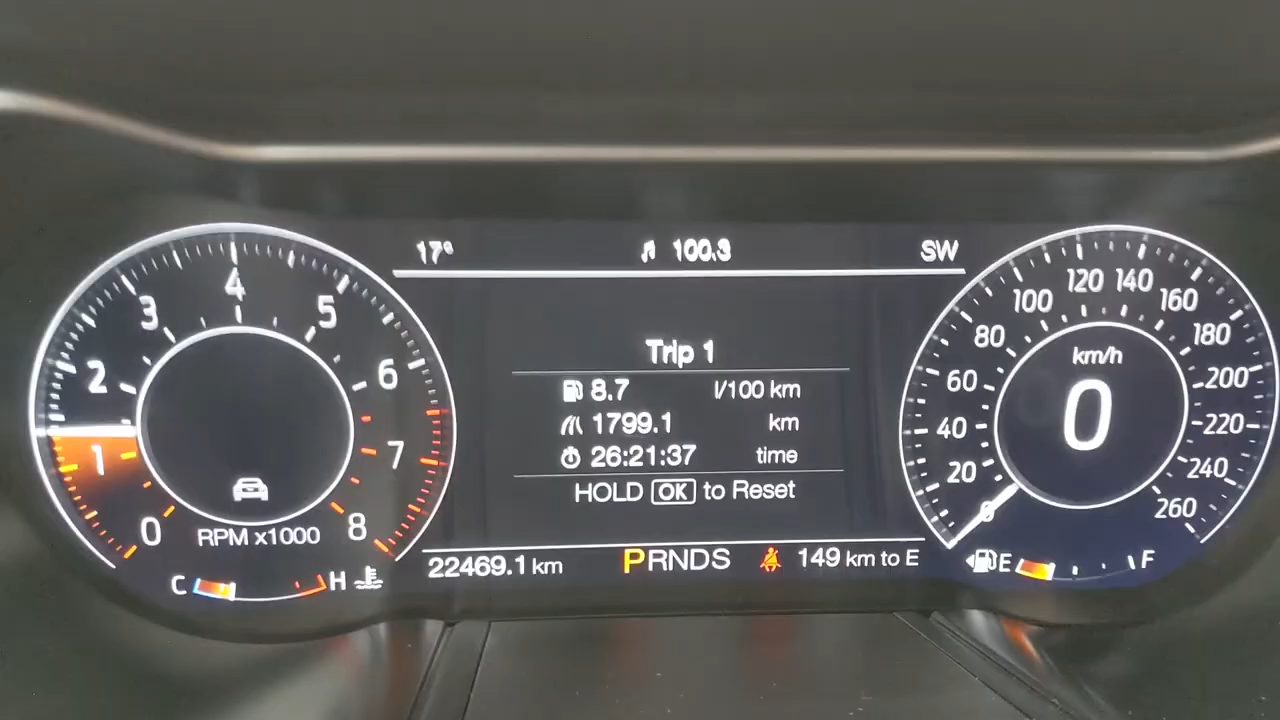 17° 100.3 SW
0 1 2 3 4 5 6 7 8
RPM x1000
C H
Trip 1
8.7 l/100 km
1799.1 km
26:21:37 time
HOLD OK to Reset
22469.1 km PRNDS 149 km to E
0 20 40 60 80 100 120 140 160 180 200 220 240 260
km/h
0
E F